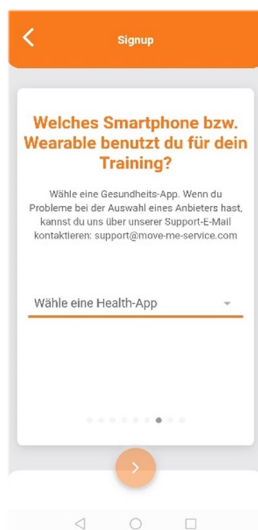 Signup
Welches Smartphone bzw.
Wearable benutzt du für dein
Training?
Wähle eine Gesundheits-App. Wenn du
Probleme bei der Auswahl eines Anbieters hast,
kannst du uns über unserer Support-E-Mail
kontaktieren: support@move-me-service.com
Wähle eine Health-App